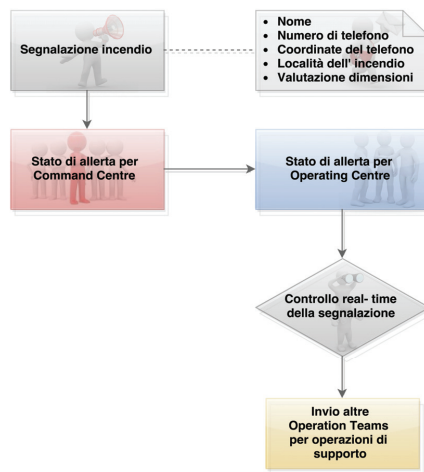 Segnalazione incendio
• Nome
• Numero di telefono
• Coordinate del telefono
• Località dell' incendio
• Valutazione dimensioni
Stato di allerta per
Command Centre
Stato di allerta per
Operating Centre
Controllo real- time
della segnalazione
Invio altre
Operation Teams
per operazioni di
supporto